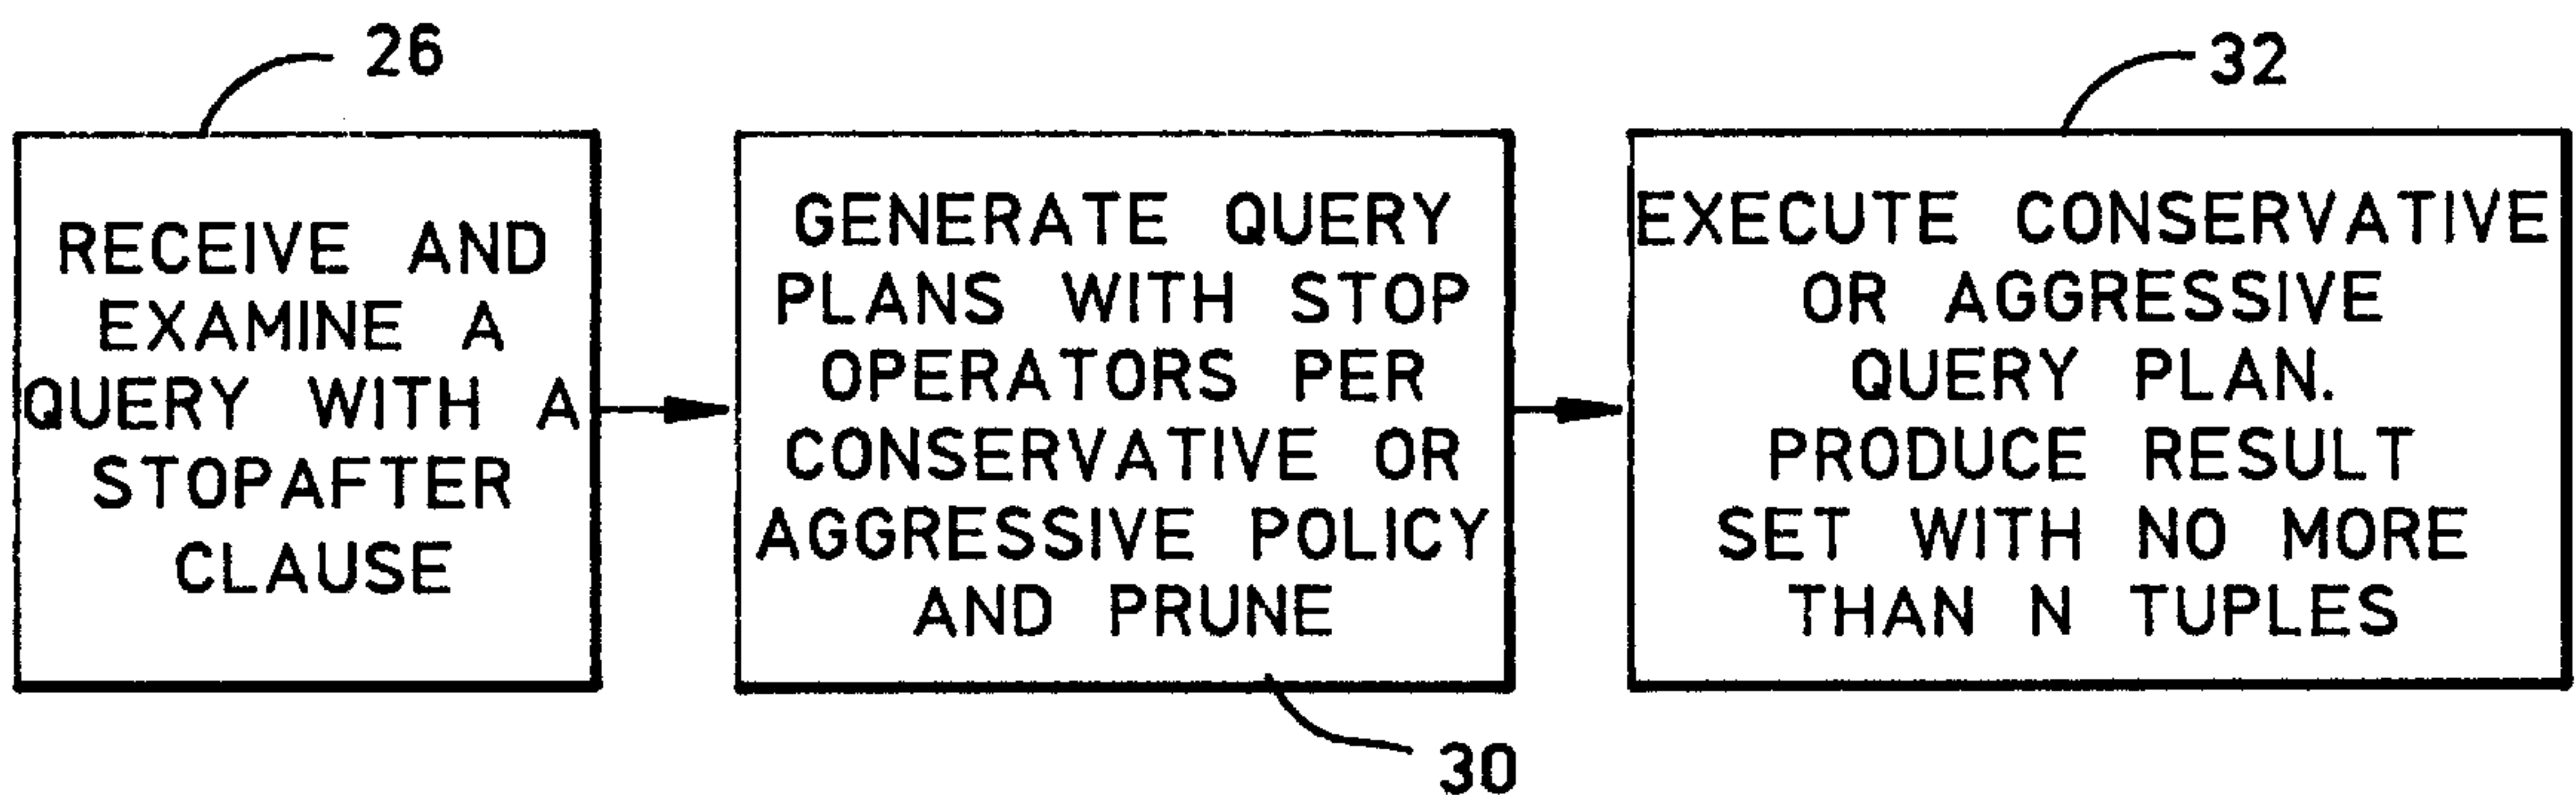 26
RECEIVE AND
EXAMINE A
QUERY WITH A
STOPAFTER
CLAUSE
GENERATE QUERY
PLANS WITH STOP
OPERATORS PER
CONSERVATIVE OR
AGGRESSIVE POLICY
AND PRUNE
30
32
EXECUTE CONSERVATIVE
OR AGGRESSIVE
QUERY PLAN.
PRODUCE RESULT
SET WITH NO MORE
THAN N TUPLES